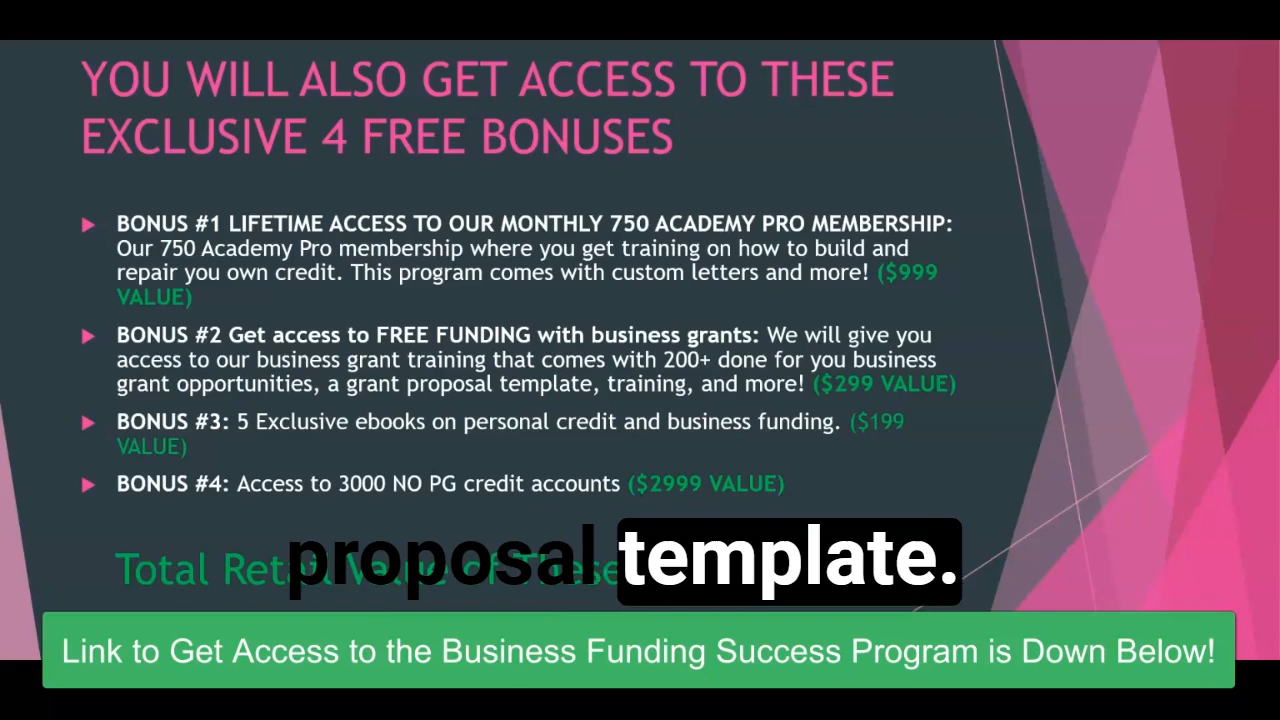 YOU WILL ALSO GET ACCESS TO THESE
EXCLUSIVE 4 FREE BONUSES
BONUS #1 LIFETIME ACCESS TO OUR MONTHLY 750 ACADEMY PRO MEMBERSHIP:
Our 750 Academy Pro membership where you get training on how to build and
repair you own credit. This program comes with custom letters and more! ($999
VALUE)
BONUS #2 Get access to FREE FUNDING with business grants: We will give you
access to our business grant training that comes with 200+ done for you business
grant opportunities, a grant proposal template, training, and more! ($299 VALUE)
BONUS #3: 5 Exclusive ebooks on personal credit and business funding. ($199
VALUE)
BONUS #4: Access to 3000 NO PG credit accounts ($2999 VALUE)
Total Retail Value of These
proposal template.
Link to Get Access to the Business Funding Success Program is Down Below!